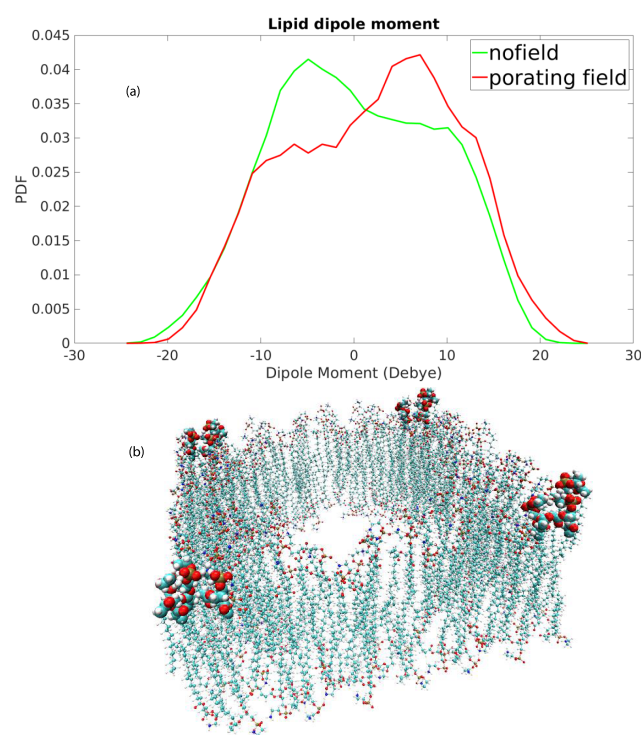 Lipid dipole moment
0.045
0.04
0.035
0.03
0.025
0.02
0.015
0.01
0.005
0
PDF
(a)
nofield
porating field
-30
-20
-10
0
10
20
30
Dipole Moment (Debye)
(b)